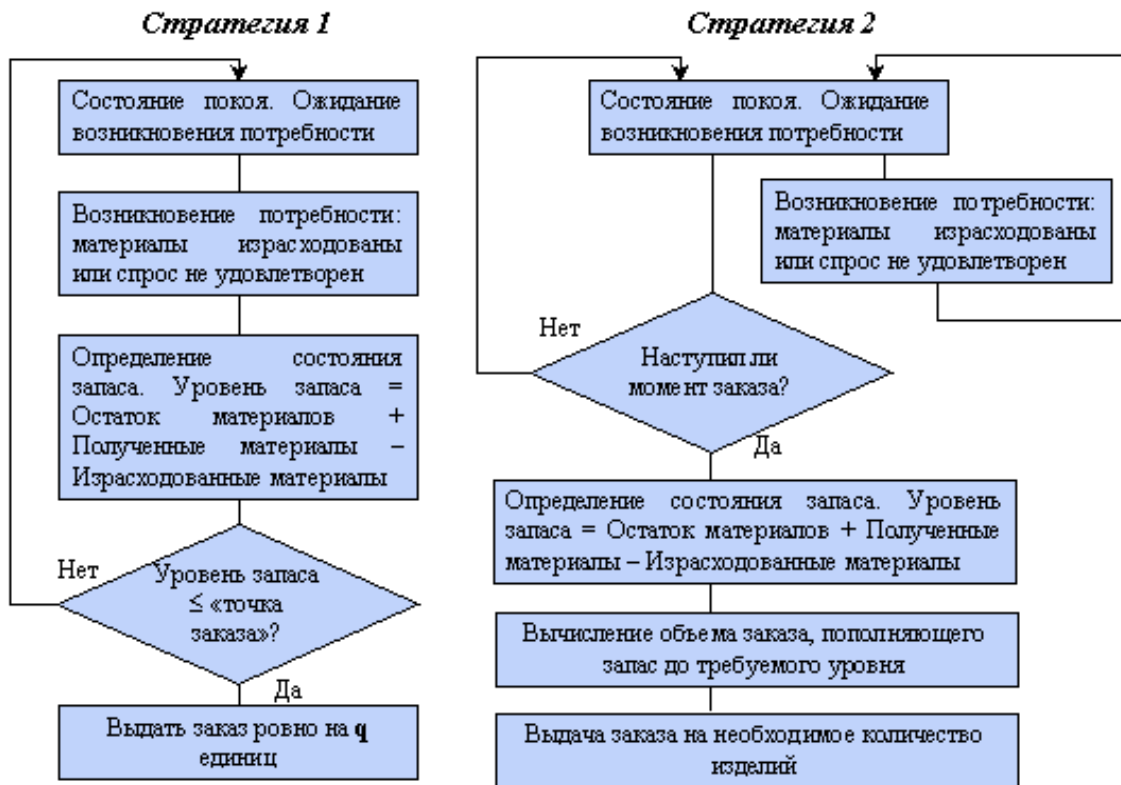 Стратегия 1
Состояние покоя. Ожидание
возникновения потребности
Возникновение потребности:
материалы израсходованы
или спрос не удовлетворен
Определение состояния
запаса. Уровень запаса =
Остаток материалов +
Полученные материалы –
Израсходованные материалы
Нет
Уровень запаса
≤ «точка
заказа»?
Да
Выдать заказ ровно на q
единиц
Стратегия 2
Состояние покоя. Ожидание
возникновения потребности
Возникновение потребности:
материалы израсходованы
или спрос не удовлетворен
Нет
Наступил ли
момент заказа?
Да
Определение состояния запаса. Уровень
запаса = Остаток материалов + Полученные
материалы – Израсходованные материалы
Вычисление объема заказа, пополняющего
запас до требуемого уровня
Выдача заказа на необходимое количество
изделий